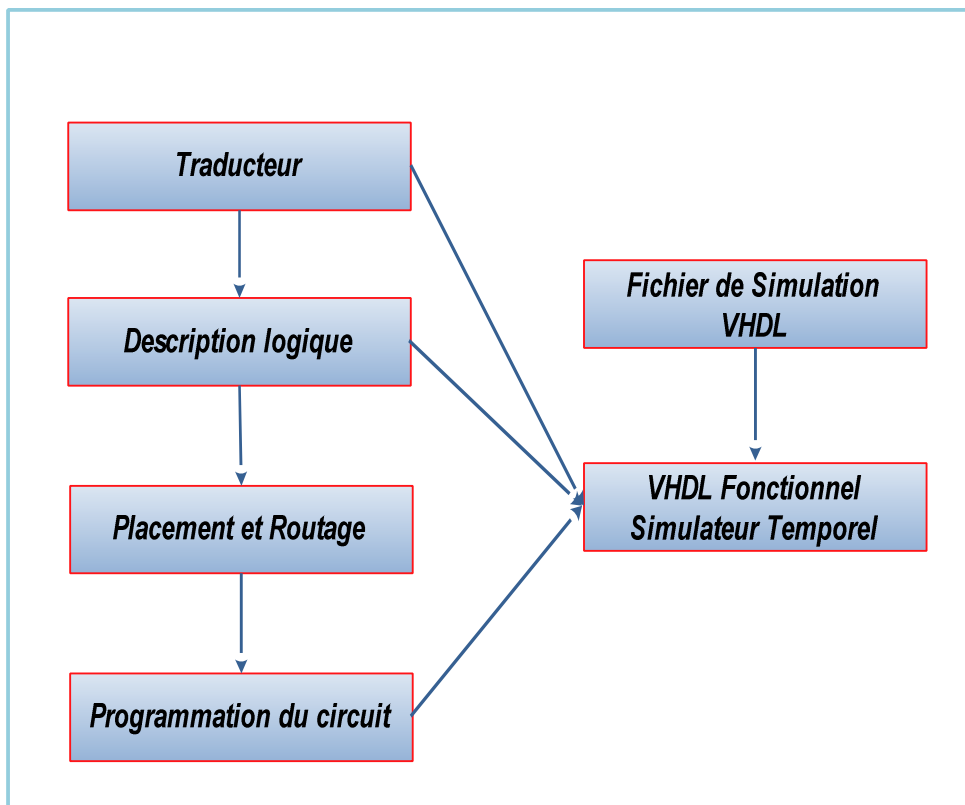 Traducteur
Description logique
Placement et Routage
Programmation du circuit
Fichier de Simulation
VHDL
VHDL Fonctionnel
Simulateur Temporel